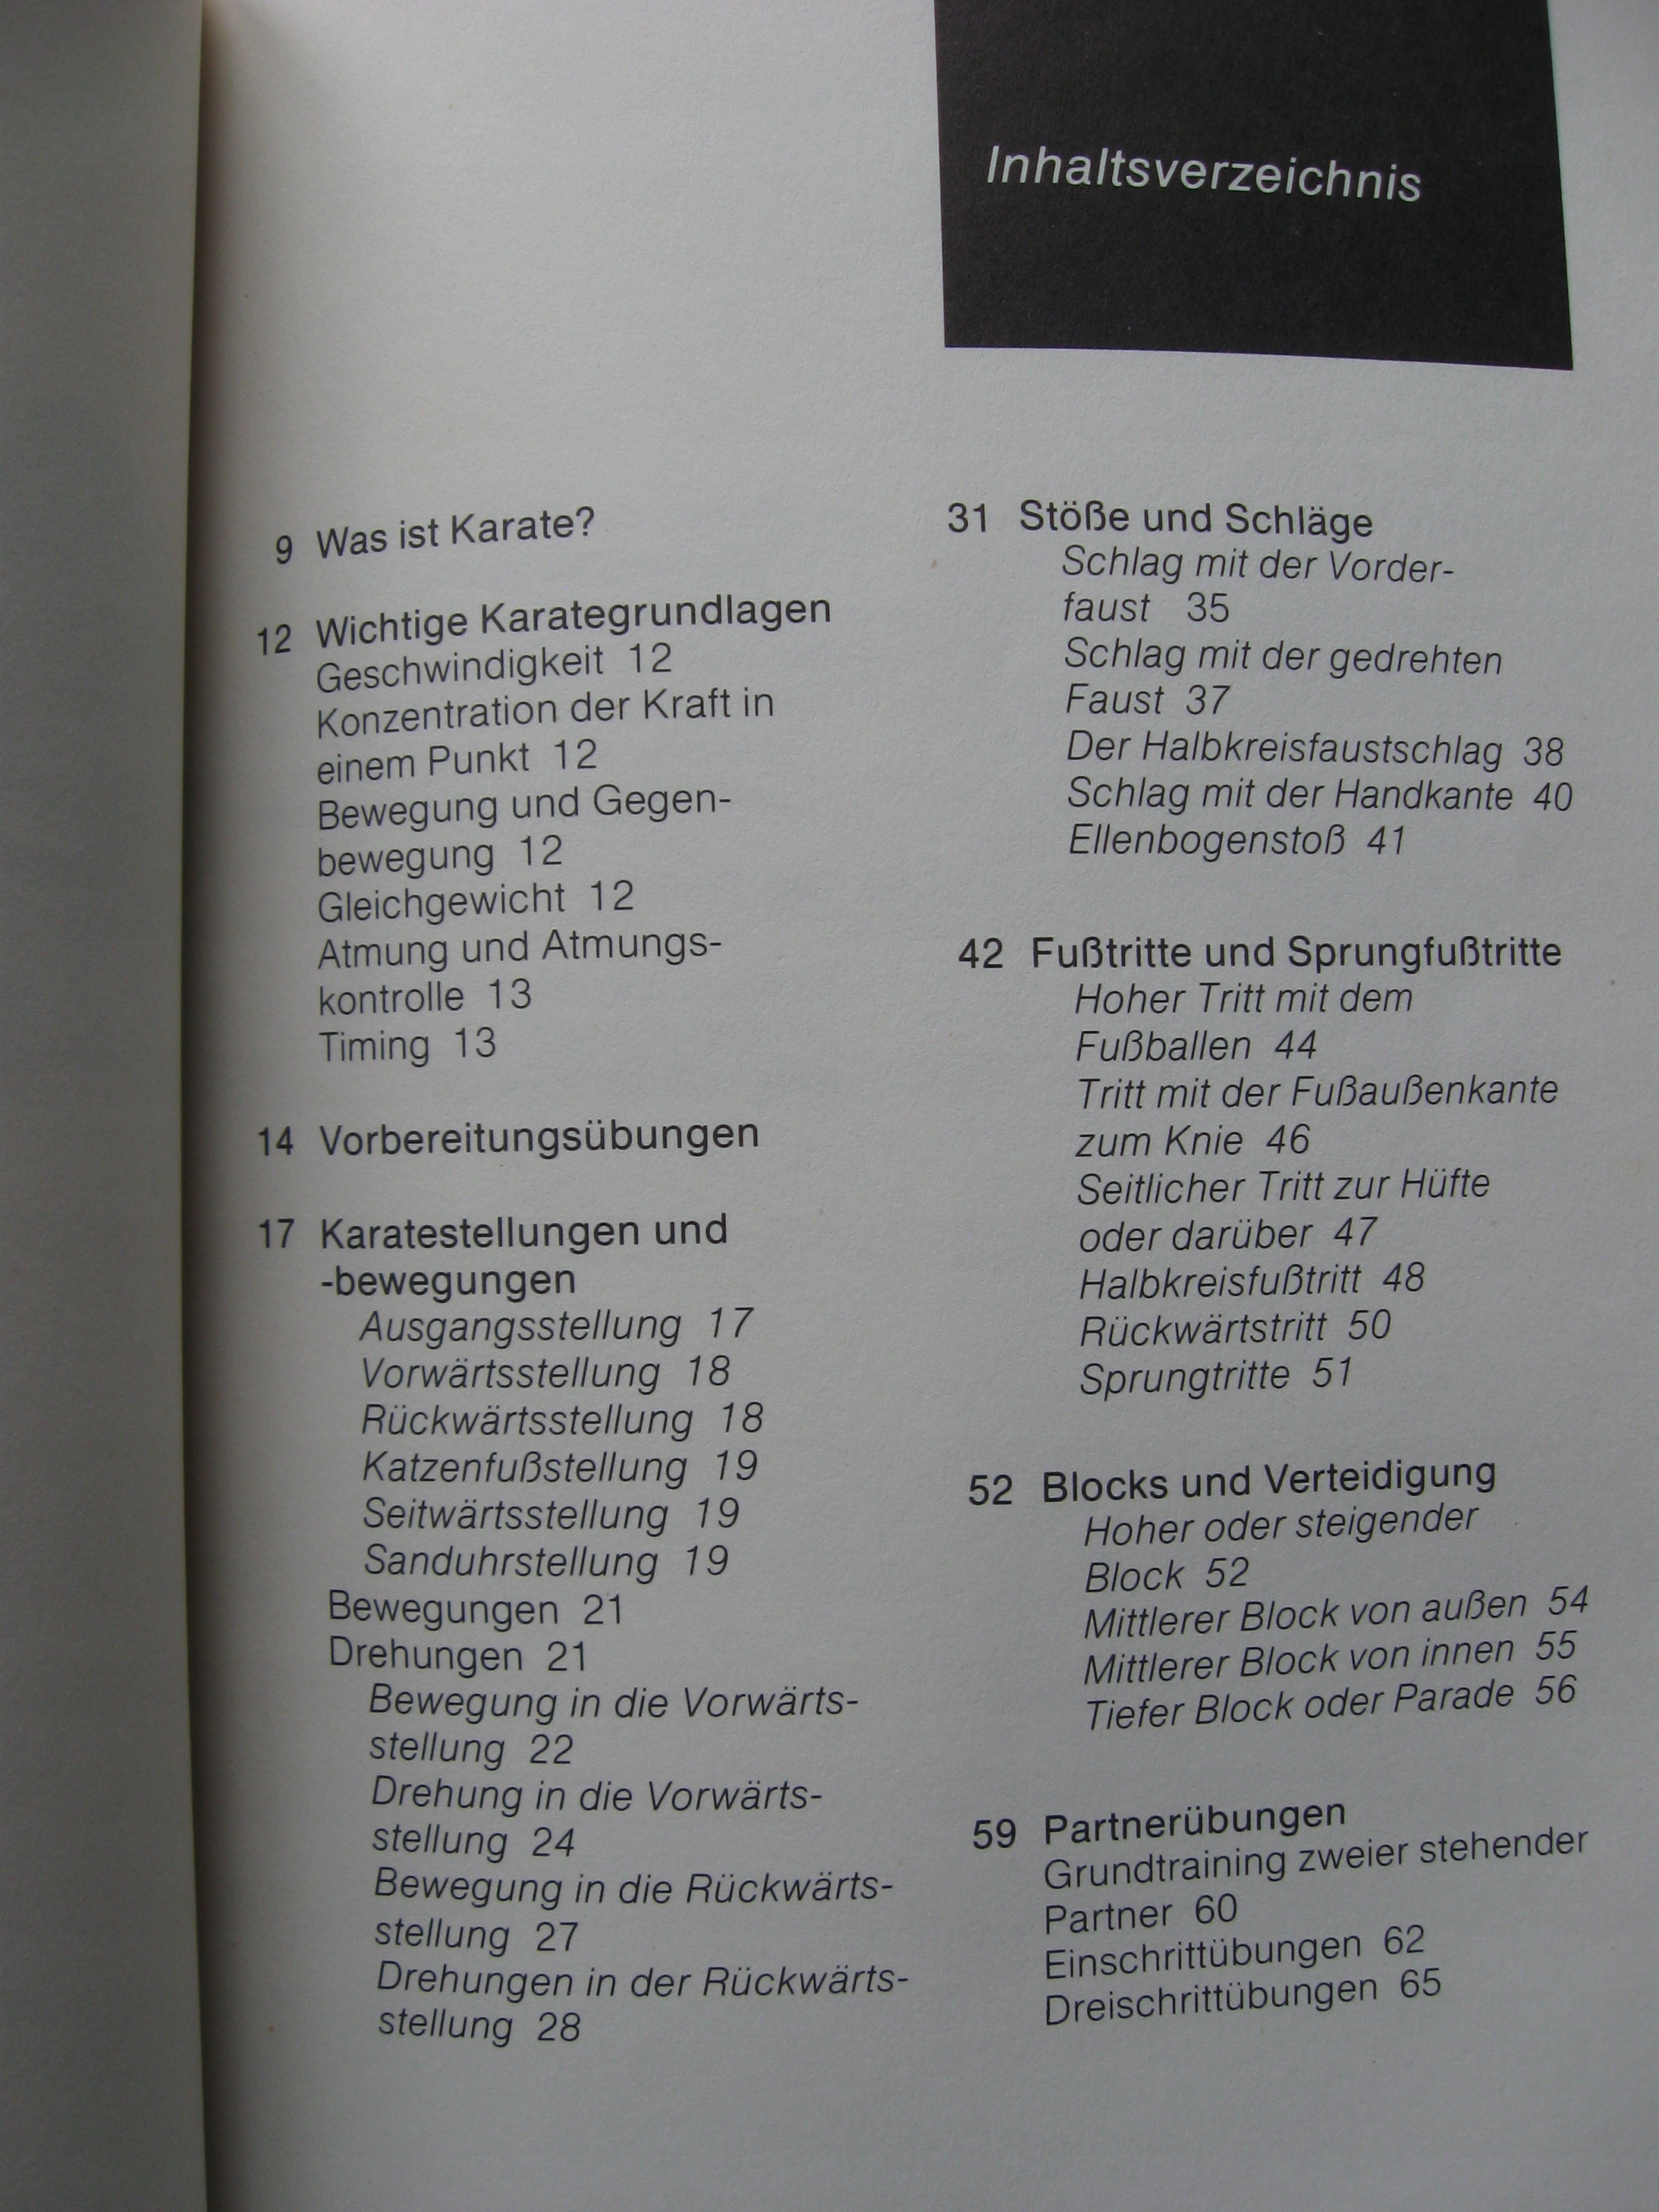 Inhaltsverzeichnis
9 Was ist Karate?
12 Wichtige Karategrundlagen
Geschwindigkeit 12
Konzentration der Kraft in
einem Punkt 12
Bewegung und Gegen-
bewegung 12
Gleichgewicht 12
Atmung und Atmungs-
kontrolle 13
Timing 13
14 Vorbereitungsübungen
17 Karatestellungen und
-bewegungen
Ausgangsstellung 17
Vorwärtsstellung 18
Rückwärtsstellung 18
Katzenfußstellung 19
Seitwärtsstellung 19
Sanduhrstellung 19
Bewegungen 21
Drehungen 21
Bewegung in die Vorwärts-
stellung 22
Drehung in die Vorwärts-
stellung 24
Bewegung in die Rückwärts-
stellung 27
Drehungen in der Rückwärts-
stellung 28
31 Stöße und Schläge
Schlag mit der Vorder-
faust 35
Schlag mit der gedrehten
Faust 37
Der Halbkreisfaustschlag 38
Schlag mit der Handkante 40
Ellenbogenstoß 41
42 Fußtritte und Sprungfußtritte
Hoher Tritt mit dem
Fußballen 44
Tritt mit der Fußaußenkante
zum Knie 46
Seitlicher Tritt zur Hüfte
oder darüber 47
Halbkreisfußtritt 48
Rückwärtstritt 50
Sprungtritte 51
52 Blocks und Verteidigung
Hoher oder steigender
Block 52
Mittlerer Block von außen 54
Mittlerer Block von innen 55
Tiefer Block oder Parade 56
59 Partnerübungen
Grundtraining zweier stehender
Partner 60
Einschrittübungen 62
Dreischrittübungen 65